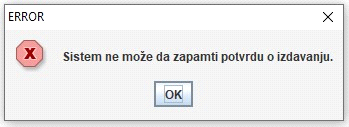 ERROR
Sistem ne može da zapamti potvrdu o izdavanju.
OK